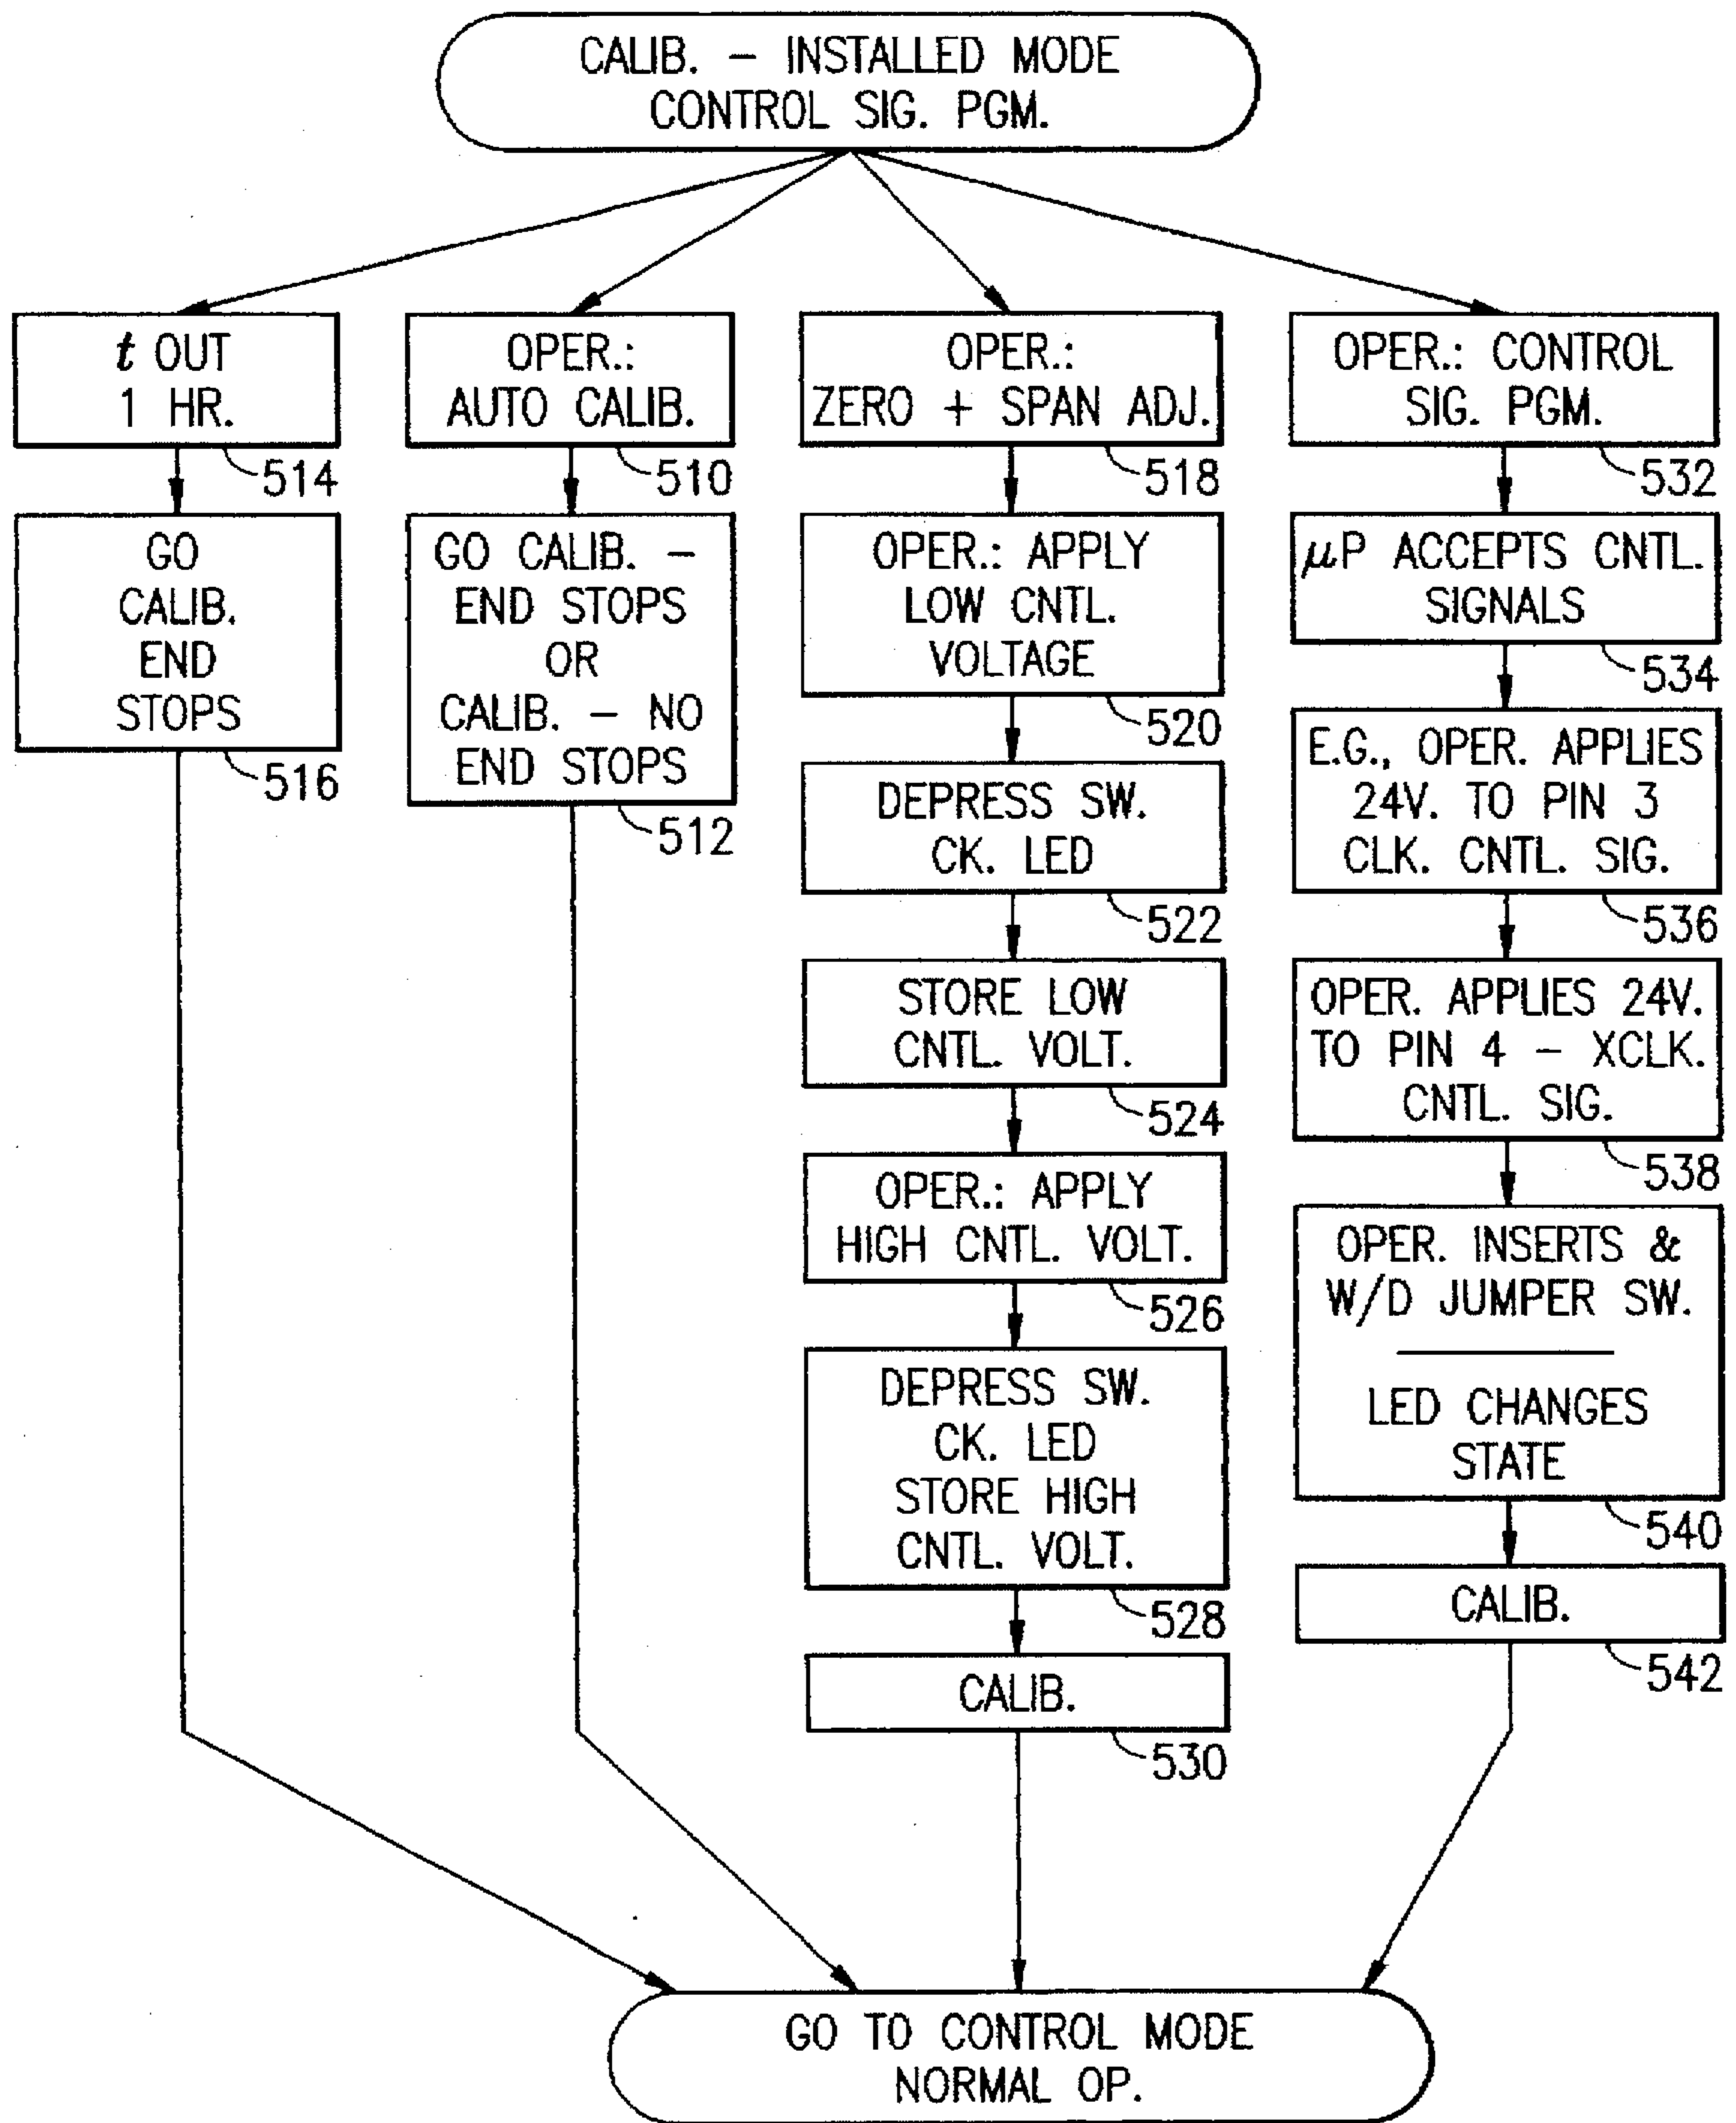 CALIB. – INSTALLED MODE
CONTROL SIG. PGM.
t OUT
1 HR.
514
GO
CALIB.
END
STOPS
516
OPER.:
AUTO CALIB.
510
GO CALIB. –
END STOPS
OR
CALIB. – NO
END STOPS
512
OPER.:
ZERO + SPAN ADJ.
518
OPER.: APPLY
LOW CNTL.
VOLTAGE
520
DEPRESS SW.
CK. LED
522
STORE LOW
CNTL. VOLT.
524
OPER.: APPLY
HIGH CNTL. VOLT.
526
DEPRESS SW.
CK. LED
STORE HIGH
CNTL. VOLT.
528
CALIB.
530
OPER.: CONTROL
SIG. PGM.
532
μP ACCEPTS CNTL.
SIGNALS
534
E.G., OPER. APPLIES
24V. TO PIN 3
CLK. CNTL. SIG.
536
OPER. APPLIES 24V.
TO PIN 4 – XCLK.
CNTL. SIG.
538
OPER. INSERTS &
W/D JUMPER SW.
LED CHANGES
STATE
540
CALIB.
542
GO TO CONTROL MODE
NORMAL OP.